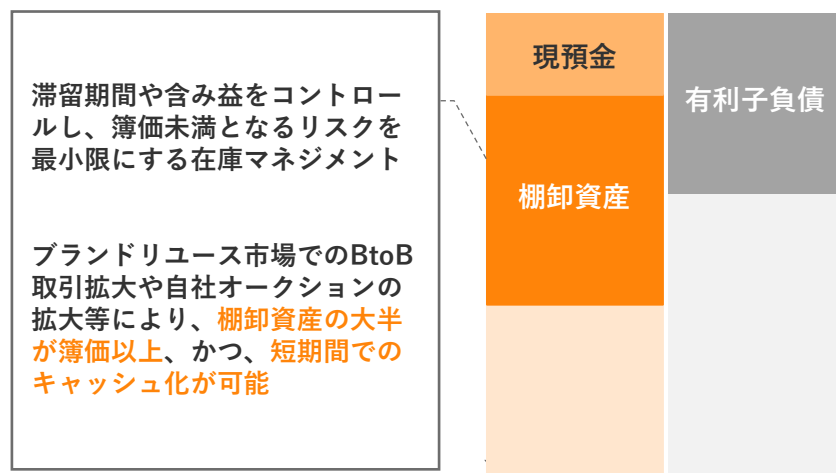 滞留期間や含み益をコントロー
ルし、簿価未満となるリスクを
最小限にする在庫マネジメント
ブランドリユース市場でのBtoB
取引拡大や自社オークションの
拡大等により、棚卸資産の大半
が簿価以上、かつ、短期間での
キャッシュ化が可能
現預金
棚卸資産
有利子負債